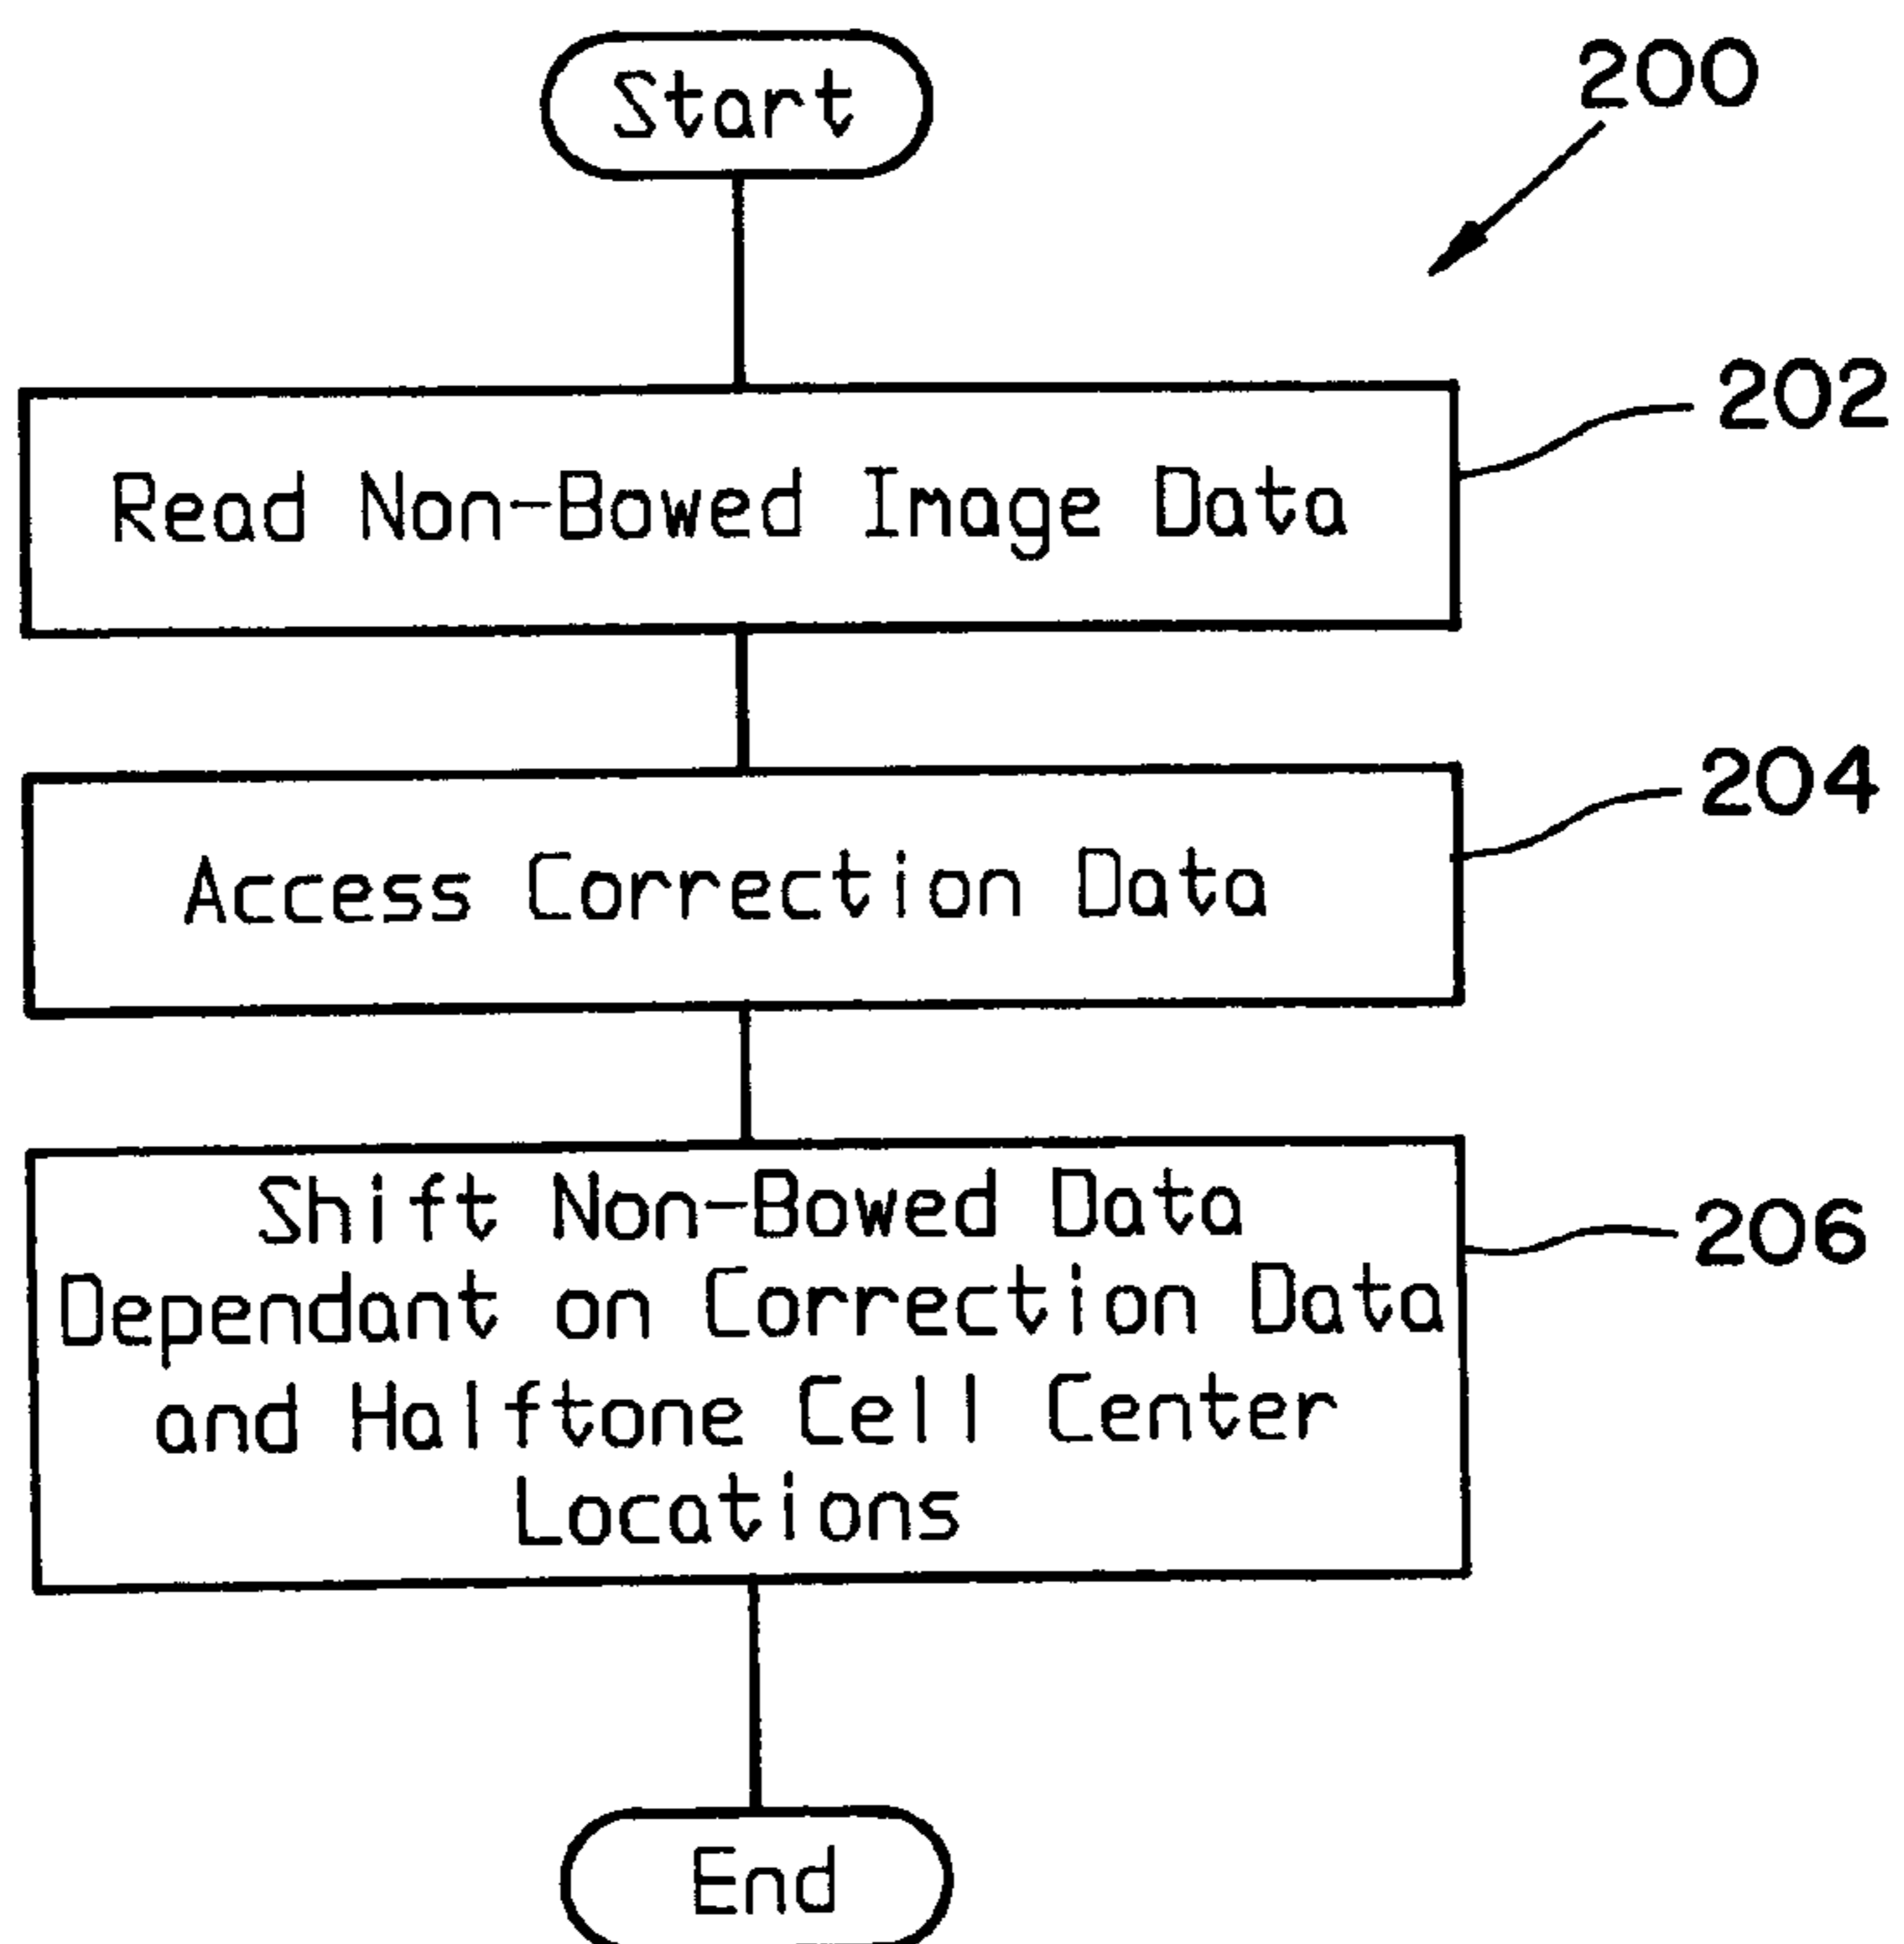 Start
200
202
Read Non-Bowed Image Data
204
Access Correction Data
Shift Non-Bowed Data
206
Dependant on Correction Data
and Halftone Cell Center
Locations
End